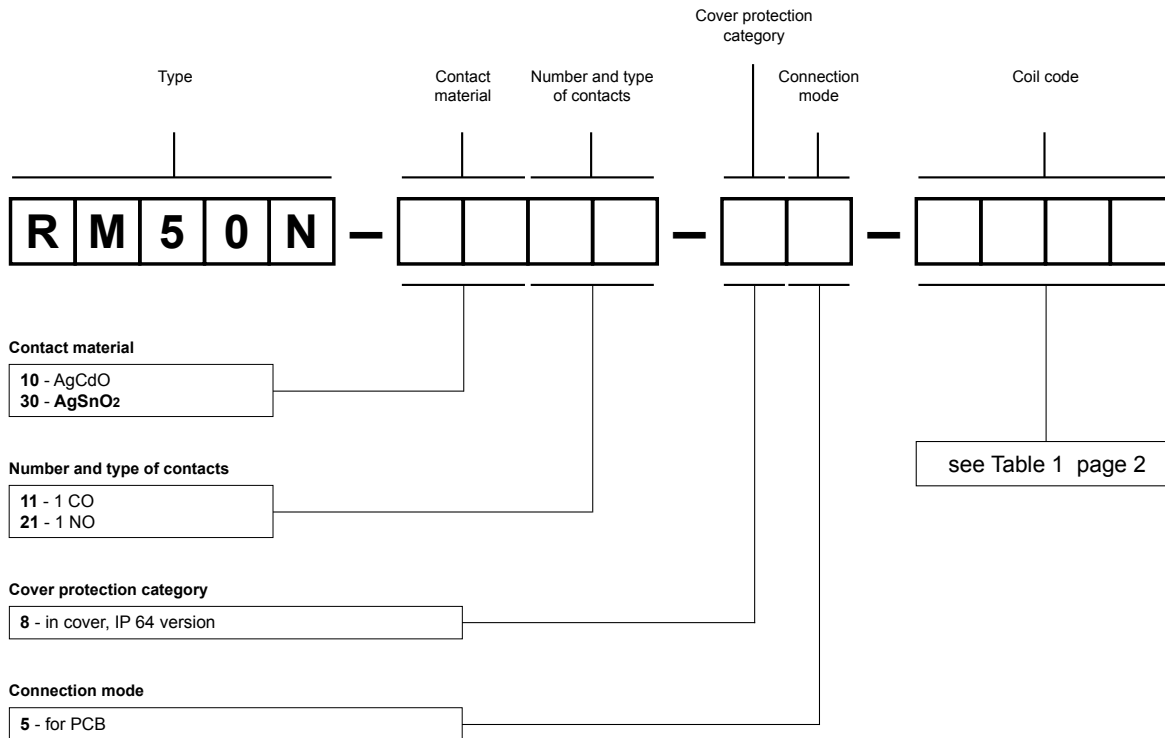 Cover protection
category
Type
Contact
material
Number and type
of contacts
Connection
mode
Coil code
R M 5 0 N – – –
Contact material
10 - AgCdO
30 - AgSnO2
Number and type of contacts
11 - 1 CO
21 - 1 NO
see Table 1 page 2
Cover protection category
8 - in cover, IP 64 version
Connection mode
5 - for PCB